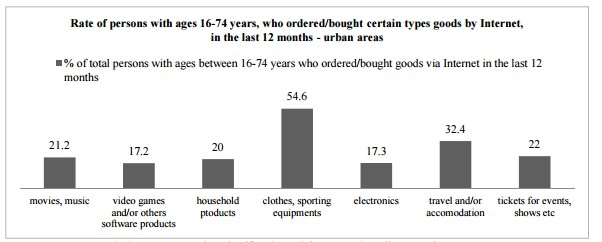 Rate of persons with ages 16-74 years, who ordered/bought certain types goods by Internet,
in the last 12 months - urban areas
% of total persons with ages between 16-74 years who ordered/bought goods via Internet in the last 12
months
54.6
32.4
21.2
17.2
20
17.3
22
movies, music
video games
and/or others
software products
household
ptoducts
clothes, sporting
equipments
electronics
travel and/or
accomodation
tickets for events,
shows etc